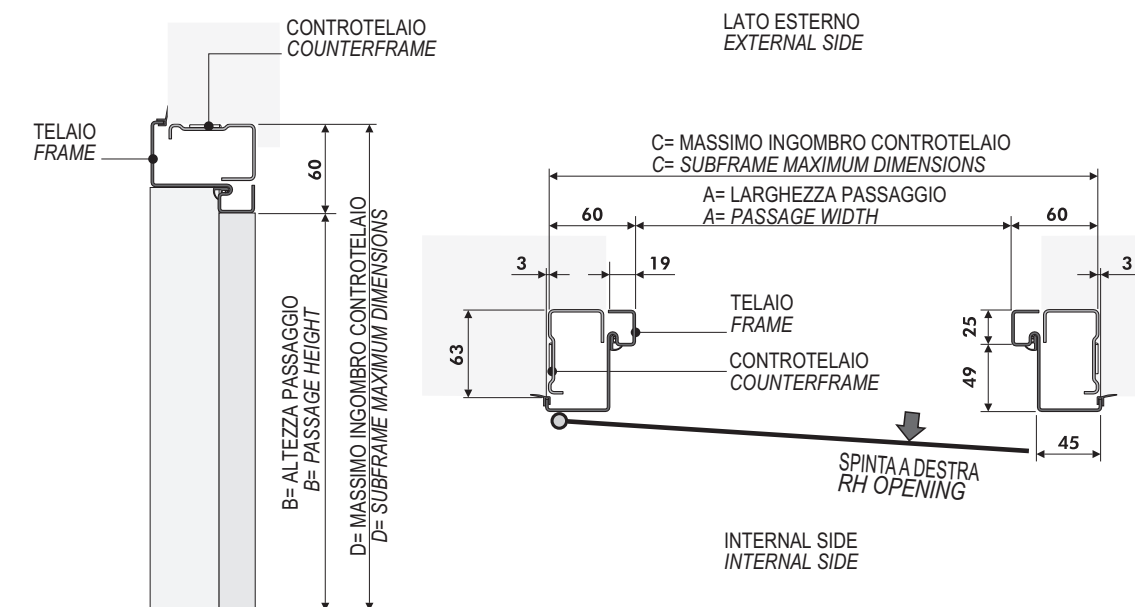 CONTROTELAIO
COUNTERFRAME
TELAIO
FRAME
60
B= ALTEZZA PASSAGGIO
B= PASSAGE HEIGHT
D= MASSIMO INGOMBRO CONTROTELAIO
D= SUBFRAME MAXIMUM DIMENSIONS
LATO ESTERNO
EXTERNAL SIDE
C= MASSIMO INGOMBRO CONTROTELAIO
C= SUBFRAME MAXIMUM DIMENSIONS
A= LARGHEZZA PASSAGGIO
A= PASSAGE WIDTH
60
60
3
19
3
TELAIO
FRAME
CONTROTELAIO
COUNTERFRAME
63
25
49
45
SPINTA A DESTRA
RH OPENING
INTERNAL SIDE
INTERNAL SIDE